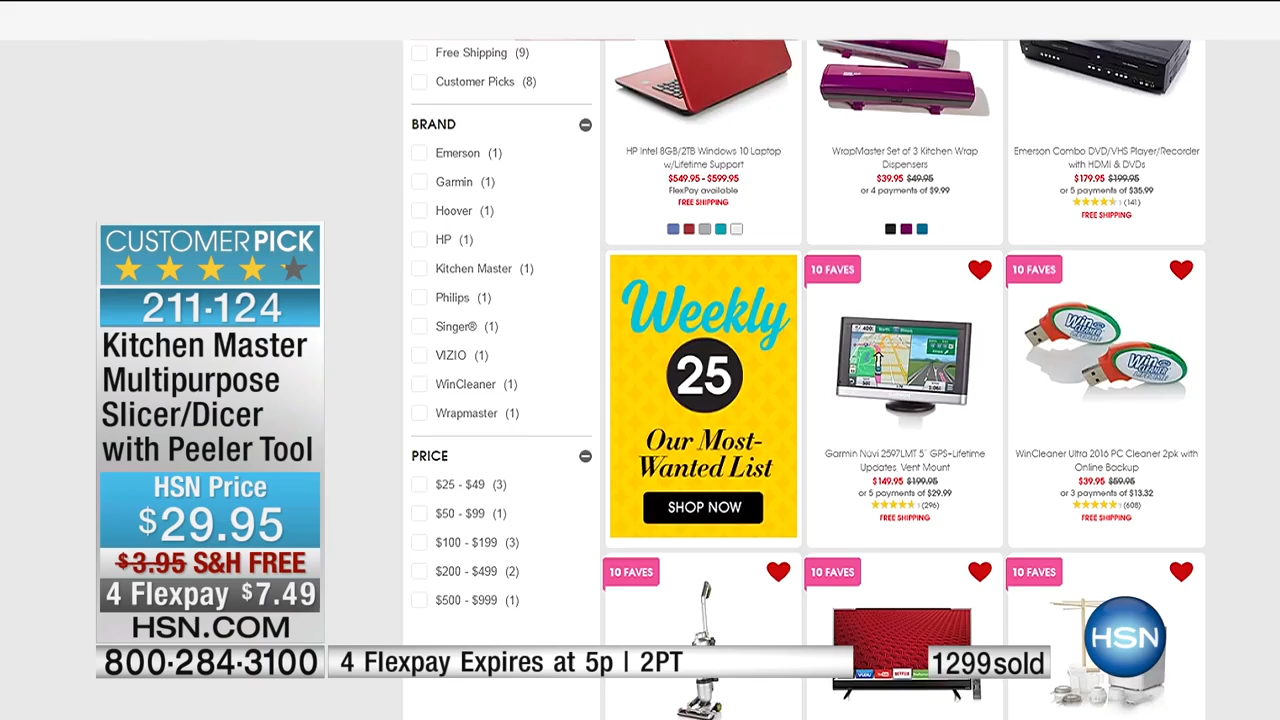 CUSTOMER PICK
211-124
Kitchen Master
Multipurpose
Slicer/Dicer
with Peeler Tool
HSN Price
$29.95
$3.95 S&H FREE
4 Flexpay $7.49
HSN.COM
800·284·3100
4 Flexpay Expires at 5p | 2PT
1299 sold
HSN
Free Shipping (9)
Customer Picks (8)
BRAND
Emerson (1)
Garmin (1)
Hoover (1)
HP (1)
Kitchen Master (1)
Philips (1)
Singer® (1)
VIZIO (1)
WinCleaner (1)
Wrapmaster (1)
PRICE
$25 - $49 (3)
$50 - $99 (1)
$100 - $199 (3)
$200 - $499 (2)
$500 - $999 (1)
HP Intel 8GB/2TB Windows 10 Laptop
w/Lifetime Support
$549.95 - $599.95
FlexPay available
FREE SHIPPING
WrapMaster Set of 3 Kitchen Wrap
Dispensers
$39.95 $49.95
or 4 payments of $9.99
Emerson Combo DVD/VHS Player/Recorder
with HDMI & DVDs
$179.95 $199.95
or 5 payments of $35.99
(141)
FREE SHIPPING
Weekly
25
Our Most-
Wanted List
SHOP NOW
10 FAVES
Garmin Nuvi 2597LMT 5" GPS+Lifetime
Updates, Vent Mount
$149.95 $199.95
or 5 payments of $29.99
(296)
FREE SHIPPING
10 FAVES
WinCleaner Ultra 2016 PC Cleaner 2pk with
Online Backup
$39.95 $59.95
or 3 payments of $13.32
(608)
FREE SHIPPING
10 FAVES
10 FAVES
10 FAVES